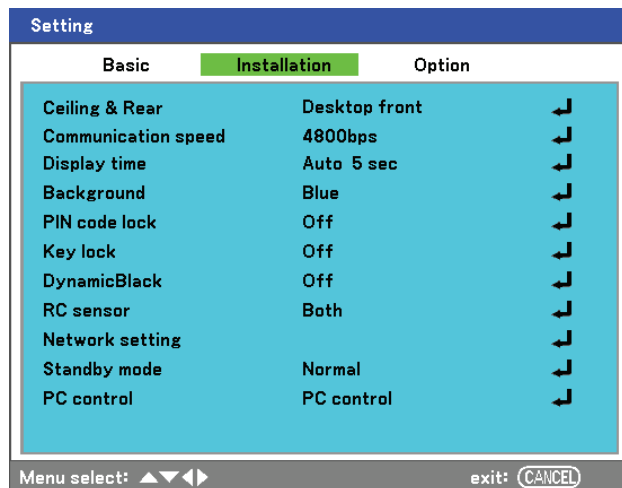 Setting
Basic Installation Option
Ceiling & Rear Desktop front
Communication speed 4800bps
Display time Auto 5 sec
Background Blue
PIN code lock Off
Key lock Off
DynamicBlack Off
RC sensor Both
Network setting
Standby mode Normal
PC control PC control
Menu select: ▲▼◀▶ exit: CANCEL